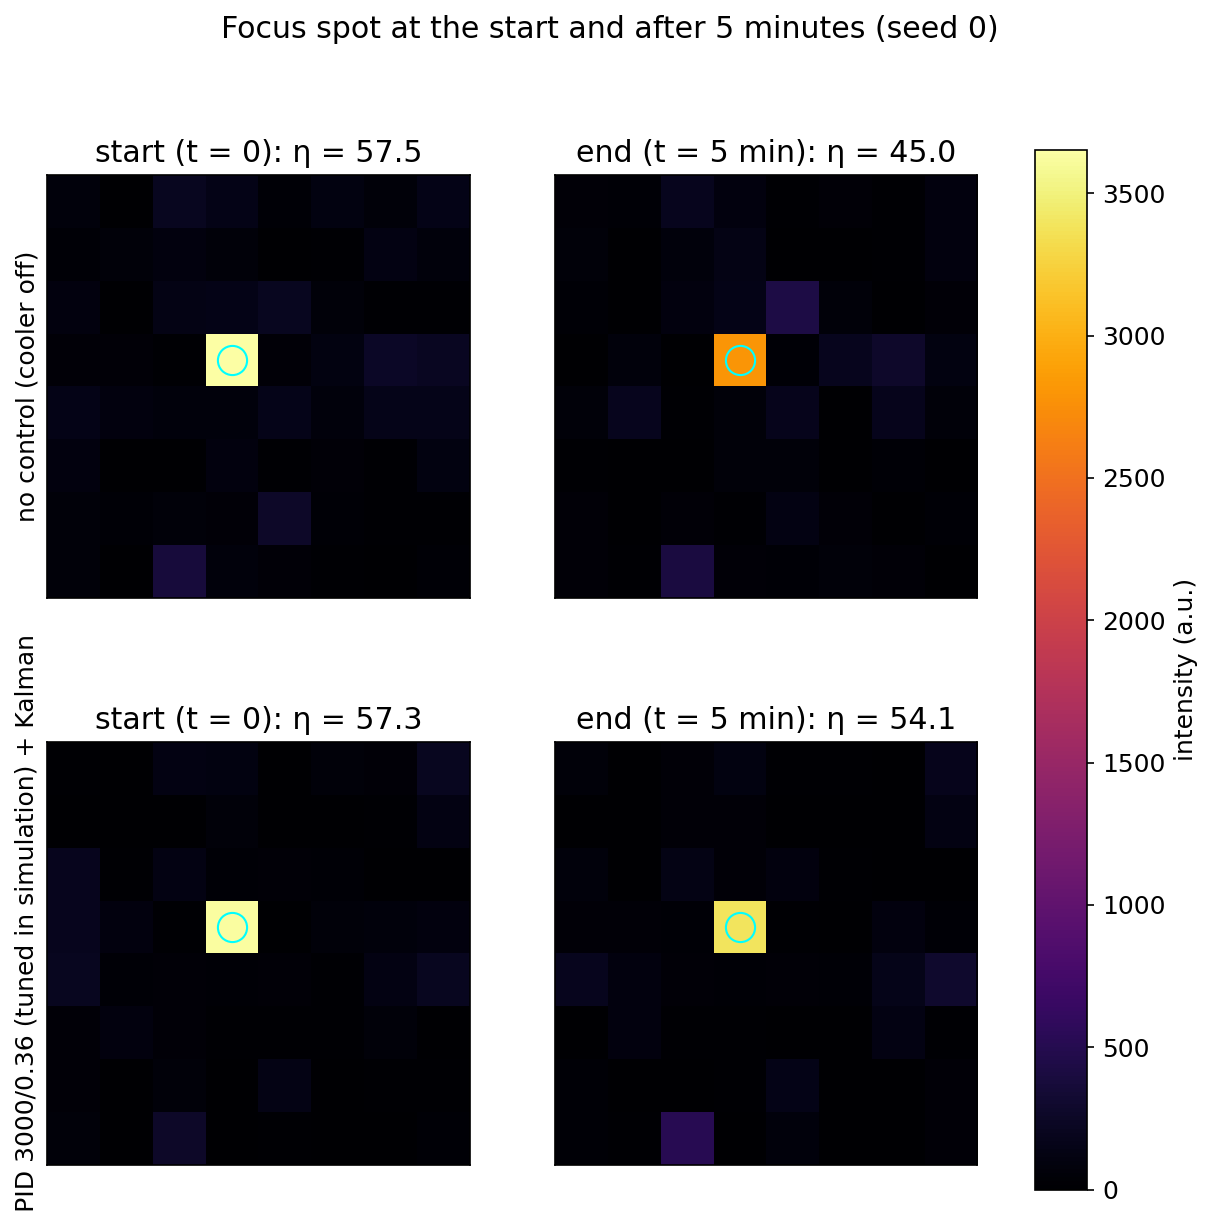 Focus spot at the start and after 5 minutes (seed 0)
start (t = 0): η = 57.5
end (t = 5 min): η = 45.0
no control (cooler off)
start (t = 0): η = 57.3
end (t = 5 min): η = 54.1
PID 3000/0.36 (tuned in simulation) + Kalman
3500
3000
2500
2000
1500
1000
500
0
intensity (a.u.)